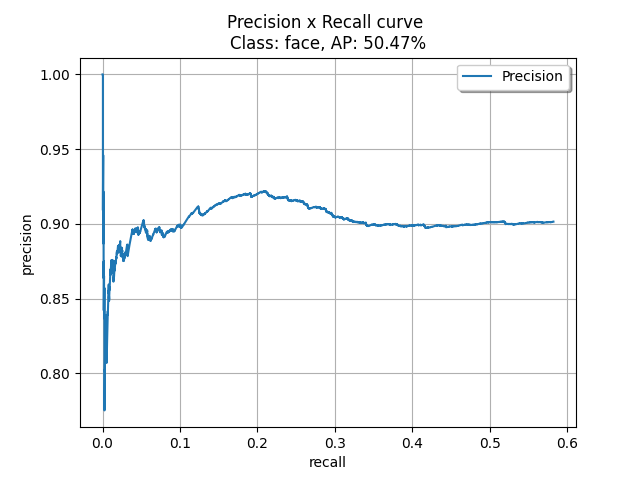 Precision x Recall curve
Class: face, AP: 50.47%
Precision
1.00
0.95
0.90
0.85
0.80
precision
0.0 0.1 0.2 0.3 0.4 0.5 0.6
recall